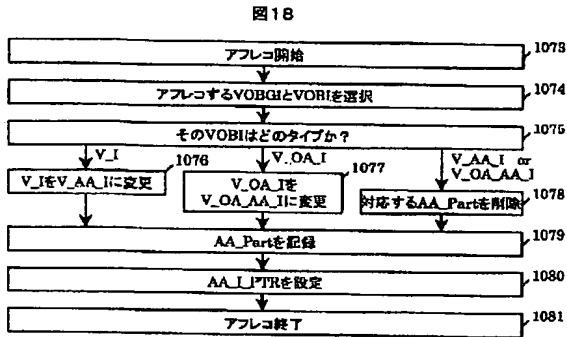 図18
アフレコ開始 1073
アフレコするVOBGIとVOBIを選択 1074
そのVOBIはどのタイプか？ 1075
V_I
V_OA_I
V_AA_I or
V_OA_AA_I
V_IをV_AA_Iに変更 1076
V_OA_Iを
V_OA_AA_Iに変更 1077
対応するAA_Partを削除 1078
AA_Partを記録 1079
AA_I_PTRを設定 1080
アフレコ終了 1081